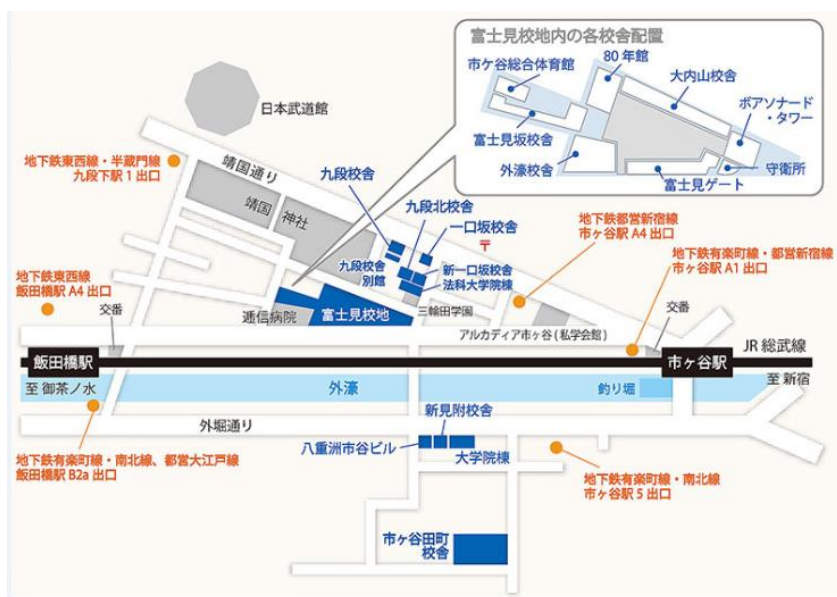 富士見校地内の各校舎配置
80年館
市ケ谷総合体育館
大内山校舎
ボアソナード
・タワー
富士見坂校舎
外濠校舎
守衛所
富士見ゲート
日本武道館
地下鉄東西線・半蔵門線
九段下駅1出口
靖国通り
靖国
神社
九段校舎
九段北校舎
一口坂校舎
〒
地下鉄都営新宿線
市ケ谷駅A4出口
地下鉄有楽町線・都営新宿線
市ケ谷駅A1出口
九段校舎
別館
新一口坂校舎
法科大学院棟
地下鉄東西線
飯田橋駅A4出口
交番
逓信病院
富士見校地
三輪田学園
アルカディア市ヶ谷(私学会館)
交番
JR総武線
飯田橋駅
市ヶ谷駅
至 御茶ノ水
外濠
釣り堀
至 新宿
外堀通り
新見附校舎
八重洲市谷ビル
大学院棟
地下鉄有楽町線・南北線、都営大江戸線
飯田橋駅B2a出口
地下鉄有楽町線・南北線
市ケ谷駅5出口
市ケ谷田町
校舎